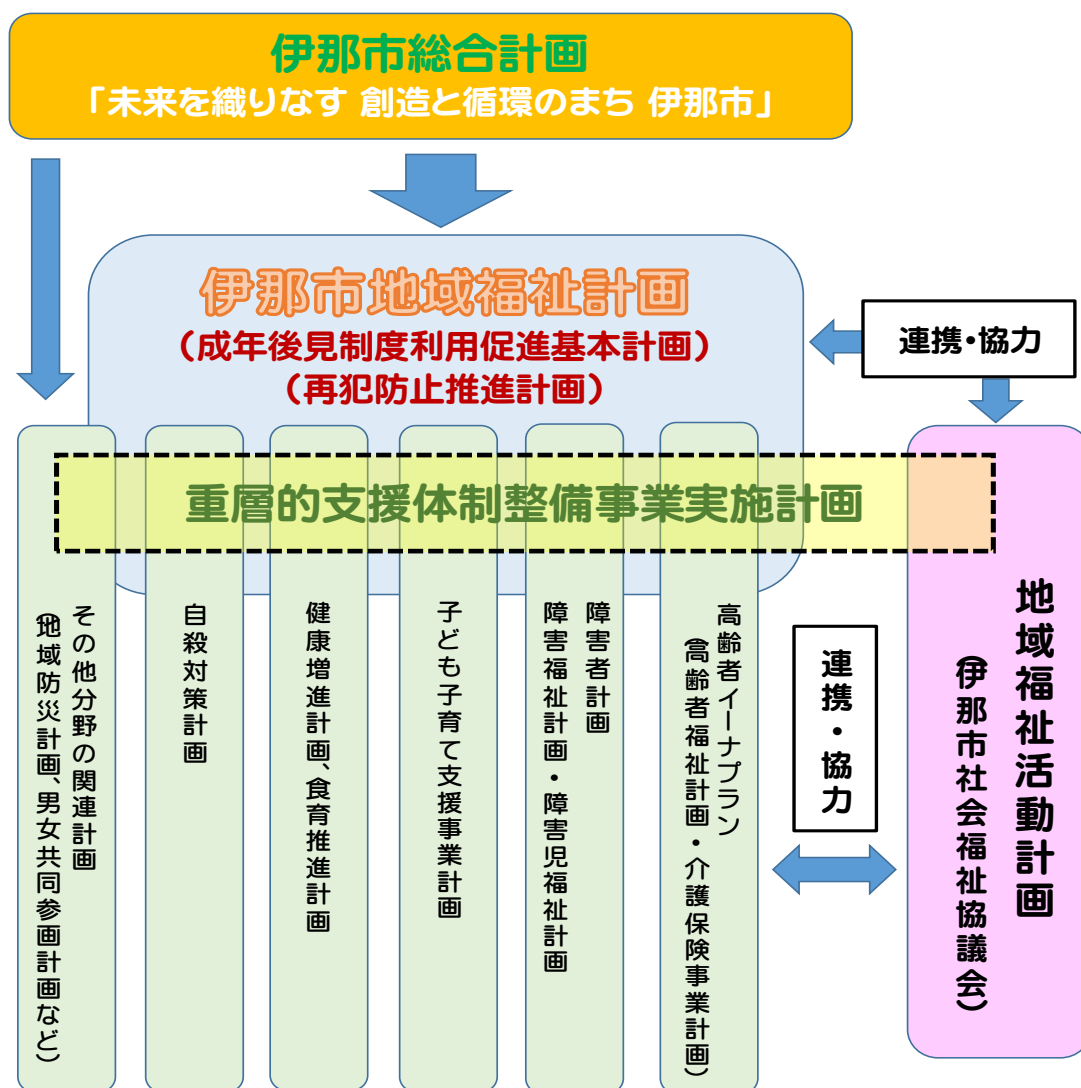 伊那市総合計画
「未来を織りなす 創造と循環のまち 伊那市」
伊那市地域福祉計画
(成年後見制度利用促進基本計画)
(再犯防止推進計画)
連携・協力
重層的支援体制整備事業実施計画
その他分野の関連計画
(地域防災計画、男女共同参画計画など)
自殺対策計画
健康増進計画、食育推進計画
子ども子育て支援事業計画
障害者計画
障害福祉計画・障害児福祉計画
高齢者イーナプラン
(高齢者福祉計画・介護保険事業計画)
連携・協力
地域福祉活動計画
(伊那市社会福祉協議会)